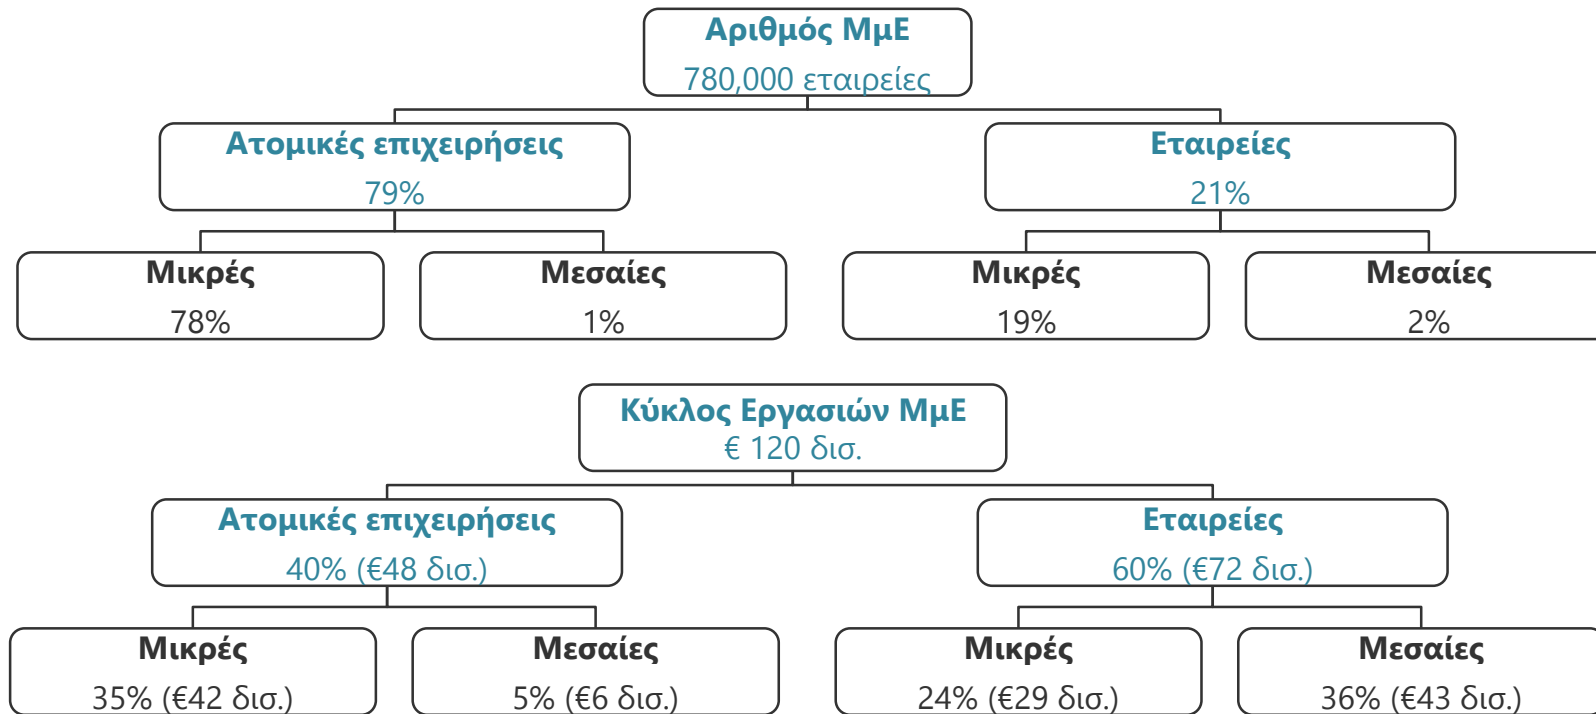 Αριθμός ΜμΕ
780,000 εταιρείες
Ατομικές επιχειρήσεις
79%
Εταιρείες
21%
Μικρές
78%
Μεσαίες
1%
Μικρές
19%
Μεσαίες
2%
Κύκλος Εργασιών ΜμΕ
€ 120 δισ.
Ατομικές επιχειρήσεις
40% (€48 δισ.)
Εταιρείες
60% (€72 δισ.)
Μικρές
35% (€42 δισ.)
Μεσαίες
5% (€6 δισ.)
Μικρές
24% (€29 δισ.)
Μεσαίες
36% (€43 δισ.)